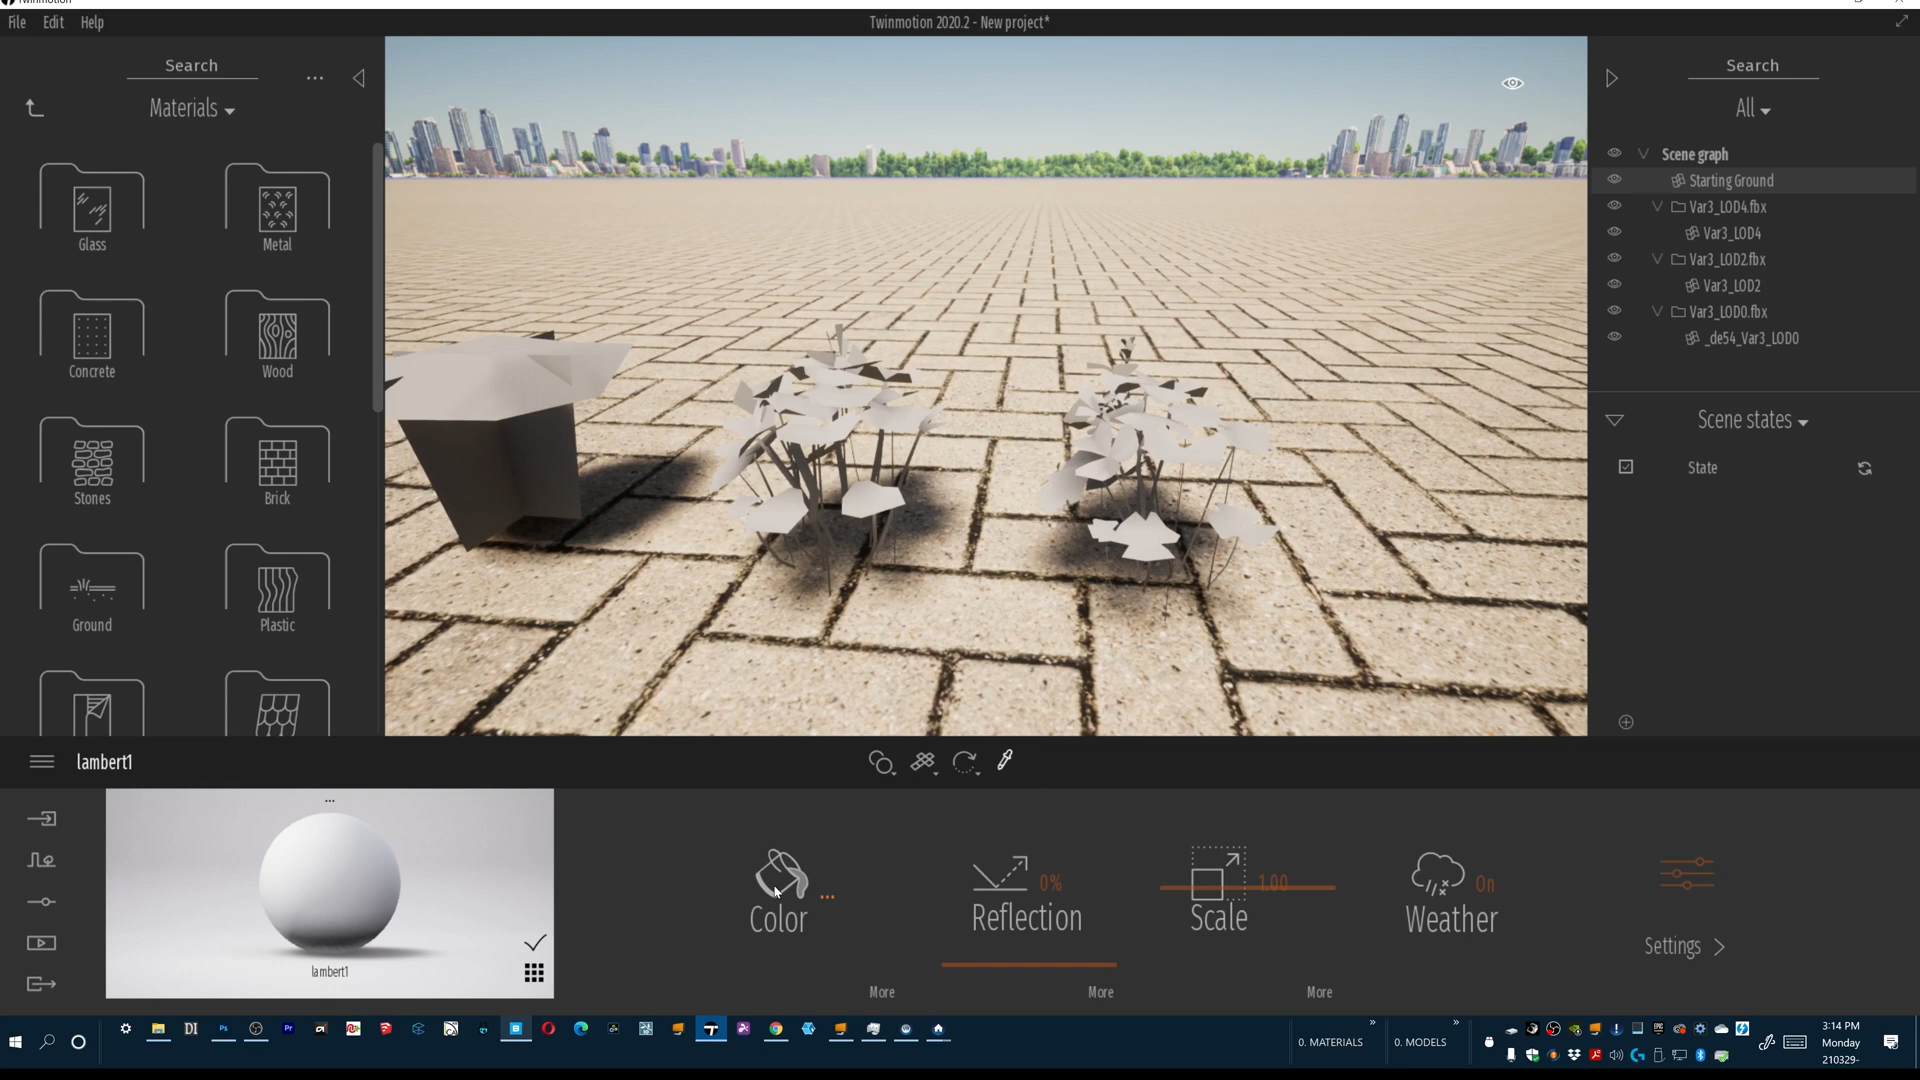 Twinmotion
File Edit Help
Twinmotion 2020.2 - New project*
Search
Materials
Glass
Metal
Concrete
Wood
Stones
Brick
Ground
Plastic
Search
All
Scene graph
Starting Ground
Var3_LOD4.fbx
Var3_LOD4
Var3_LOD2.fbx
Var3_LOD2
Var3_LOD0.fbx
_de54_Var3_LOD0
Scene states
State
lambert1
lambert1
Color
...
More
Reflection
0%
More
Scale
1.00
More
Weather
On
Settings
0. MATERIALS
0. MODELS
3:14 PM
Monday
210329-